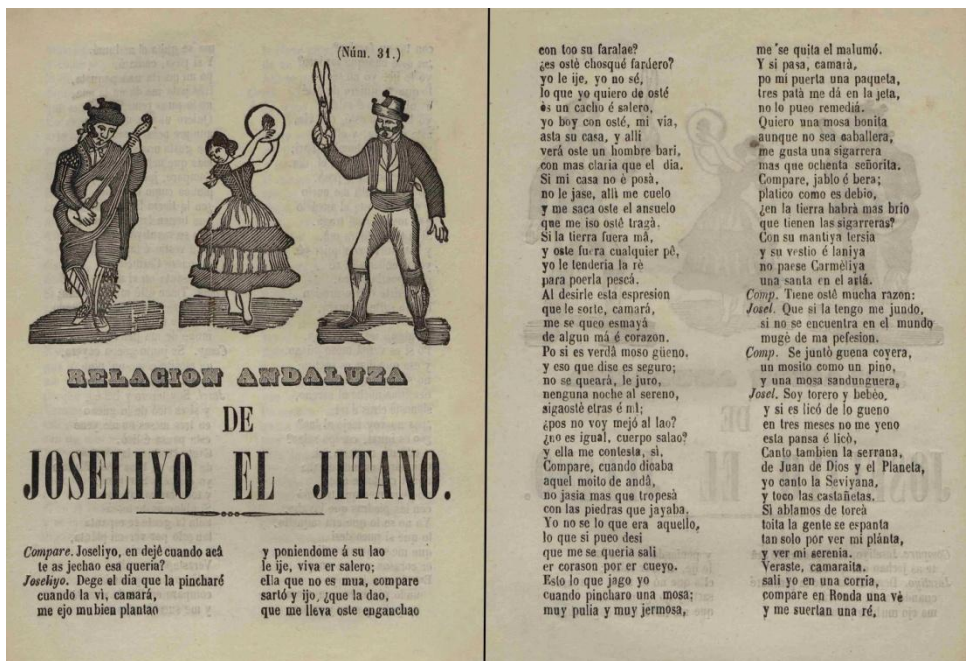 (Núm. 31.)
RELACION ANDALUZA
DE
JOSELIYO EL JITANO.
Compare. Joseliyo, en dejé cuando acá
te as jechao esa queria?
Joseliyo. Dege el dia que la pincharé
cuando la vi, camará,
me ejo mu bien plantao
y poniendome á su lao
le ije, viva er salero;
ella que no es mua, compare
sartó y ijo, ¿que la dao,
que me lleva oste enganchao
con too su faralae?
¿es ostè chosqué fardero?
yo le ije, yo no sé,
lo que yo quiero de osté
es un cacho é salero,
yo boy con osté, mi via,
asta su casa, y alli
verá oste un hombre bari,
con mas claria que el dia.
Si mi casa no é posà,
no le jase, alli me cuelo
y me saca oste el ansuelo
que me iso osté tragà.
Si la tierra fuera mâ,
y oste fuera cualquier pê,
yo le tenderia la rè
para poerla pescá.
Al desirle esta espresion
que le sorte, camará,
me se queo esmayá
de algun má é corazon.
Po si es verdá moso güeno,
y eso que dise es seguro;
no se queará, le juro,
nenguna noche al sereno,
sigaosté etras é mi;
¿pos no voy mejó al lao?
¿no es igual, cuerpo salao?
y ella me contesta, si,
Compare, cuando dicaba
aquel moito de andâ,
no jasia mas que tropesà
con las piedras que jayaba.
Yo no se lo que era aquello,
lo que si pueo desi
que me se queria sali
er corason por er cueyo.
Esto lo que jago yo
cuando pincharo una mosa;
muy pulia y muy jermosa,
me se quita el malumó.
Y si pasa, camarà,
po mi puerta una paqueta,
tres patà me dá en la jeta,
no lo pueo remediá.
Quiero una mosa bonita
aunque no sea caballera,
me gusta una sigarrera
mas que ochenta señorita.
Compare, jablo é bera;
platico como es debio,
¿en la tierra habrà mas brio
que tienen las sigarreras?
Con su mantiya tersia
y su vestio é laniya
no paese Carmèliya
una santa en el artá.
Comp. Tiene ostè mucha razon:
Josel. Que si la tengo me jundo,
si no se encuentra en el mundo
mugè de ma pefesion.
Comp. Se juntò guena coyera,
un mosito como un pino,
y una mosa sandunguera,
Josel. Soy torero y bebèo,
y si es licó de lo gueno
en tres meses no me yeno
esta pansa é licò,
Canto tambien la serrana,
de Juan de Dios y el Planeta,
yo canto la Seviyana,
y toco las castañetas.
Si ablamos de toreà
toita la gente se espanta
tan solo por ver mi plánta,
y ver mi serenia.
Veraste, camaraita.
sali yo en una corria,
compare en Ronda una vè
y me suertan una ré,